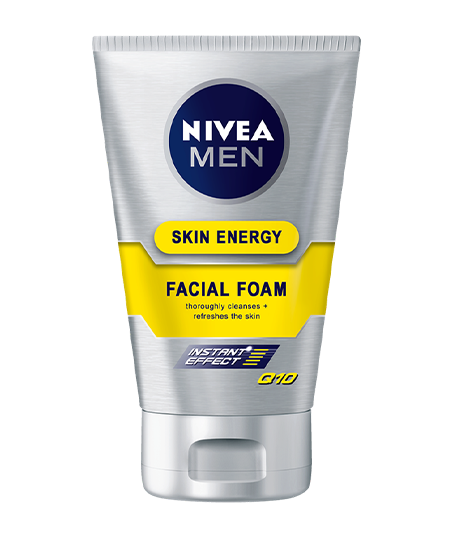 NIVEA
MEN
SKIN ENERGY
FACIAL FOAM
thoroughly cleanses +
refreshes the skin
INSTANT
EFFECT
Q10